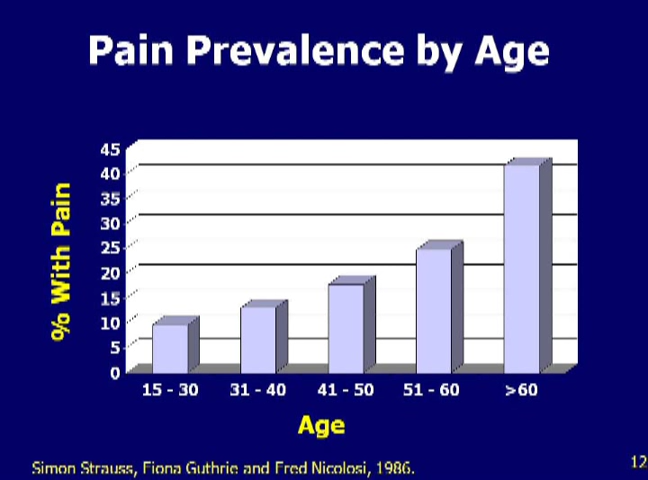 Pain Prevalence by Age
% With Pain
45
40
35
30
25
20
15
10
5
0
15 - 30 31 - 40 41 - 50 51 - 60 >60
Age
Simon Strauss, Fiona Guthrie and Fred Nicolosi, 1986.
12